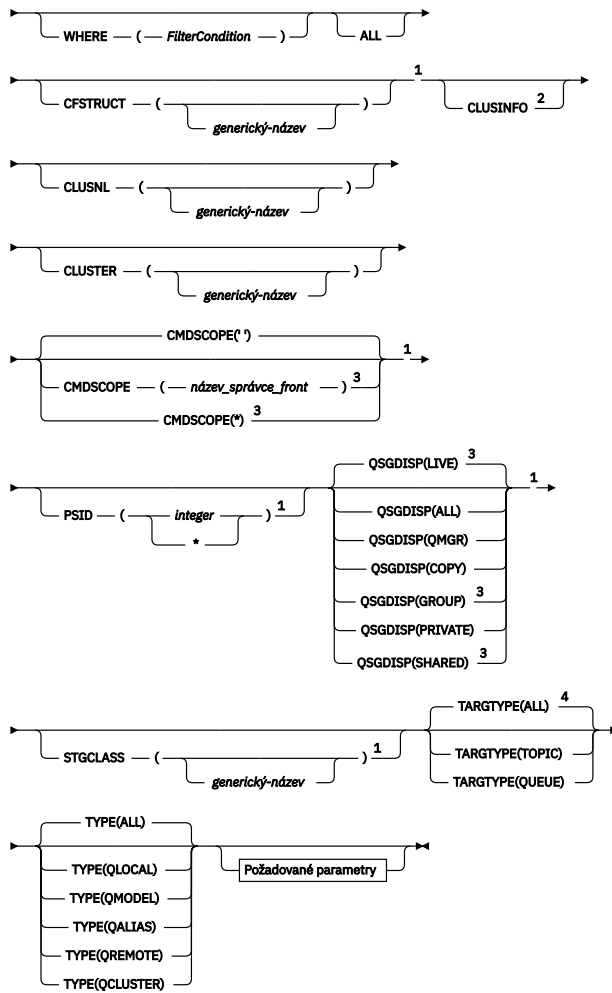 WHERE ( FilterCondition ) ALL
CFSTRUCT ( generický-název ) 1 CLUSINFO 2
CLUSNL ( generický-název )
CLUSTER ( generický-název )
CMDSCOPE(' ')
CMDSCOPE ( název_správce_front ) 3 1
CMDSCOPE(*) 3
PSID ( integer ) 1
*
QSGDISP(LIVE) 3 1
QSGDISP(ALL)
QSGDISP(QMGR)
QSGDISP(COPY)
QSGDISP(GROUP) 3
QSGDISP(PRIVATE)
QSGDISP(SHARED) 3
STGCLASS ( generický-název ) 1
TARGTYPE(ALL) 4
TARGTYPE(TOPIC)
TARGTYPE(QUEUE)
TYPE(ALL)
TYPE(QLOCAL)
TYPE(QMODEL)
TYPE(QALIAS)
TYPE(QREMOTE)
TYPE(QCLUSTER)
Požadované parametry